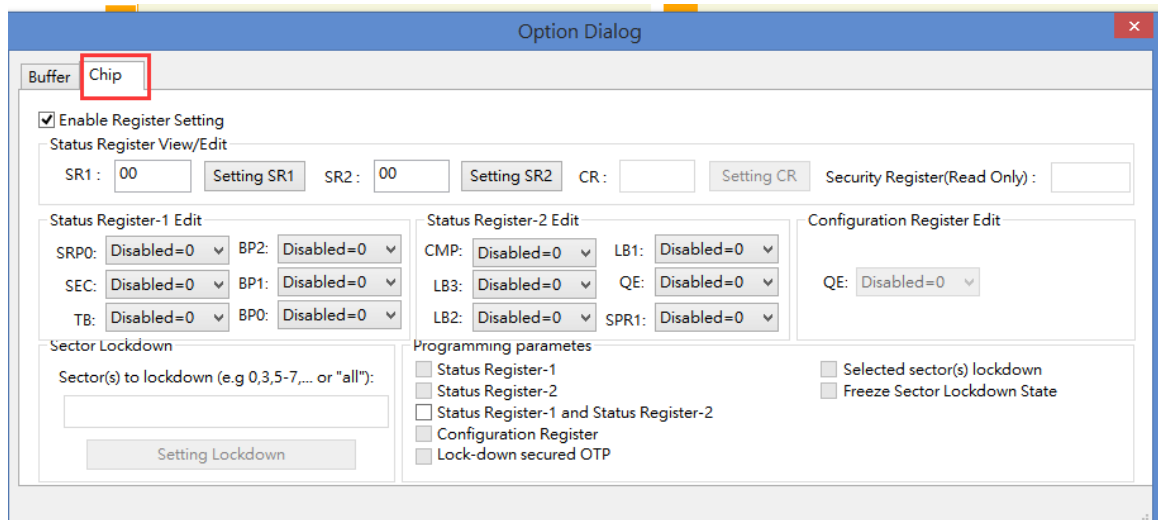 Option Dialog
Buffer Chip
Enable Register Setting
Status Register View/Edit
SR1 : 00 Setting SR1 SR2 : 00 Setting SR2 CR : Setting CR Security Register(Read Only) :
Status Register-1 Edit
SRP0: Disabled=0 BP2: Disabled=0
SEC: Disabled=0 BP1: Disabled=0
TB: Disabled=0 BP0: Disabled=0
Status Register-2 Edit
CMP: Disabled=0 LB1: Disabled=0
LB3: Disabled=0 QE: Disabled=0
LB2: Disabled=0 SPR1: Disabled=0
Configuration Register Edit
QE: Disabled=0
Sector Lockdown
Sector(s) to lockdown (e.g 0,3,5-7,... or "all"):
Setting Lockdown
Programming parametes
Status Register-1
Status Register-2
Status Register-1 and Status Register-2
Configuration Register
Lock-down secured OTP
Selected sector(s) lockdown
Freeze Sector Lockdown State